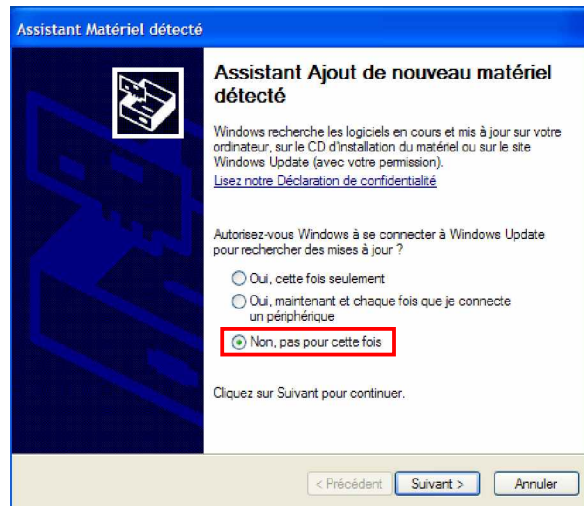 Assistant Matériel détecté
Assistant Ajout de nouveau matériel
détecté
Windows recherche les logiciels en cours et mis à jour sur votre
ordinateur, sur le CD d'installation du matériel ou sur le site
Windows Update (avec votre permission).
Lisez notre Déclaration de confidentialité
Autorisez-vous Windows à se connecter à Windows Update
pour rechercher des mises à jour ?
Oui, cette fois seulement
Oui, maintenant et chaque fois que je connecte
un périphérique
Non, pas pour cette fois
Cliquez sur Suivant pour continuer.
< Précédent Suivant > Annuler